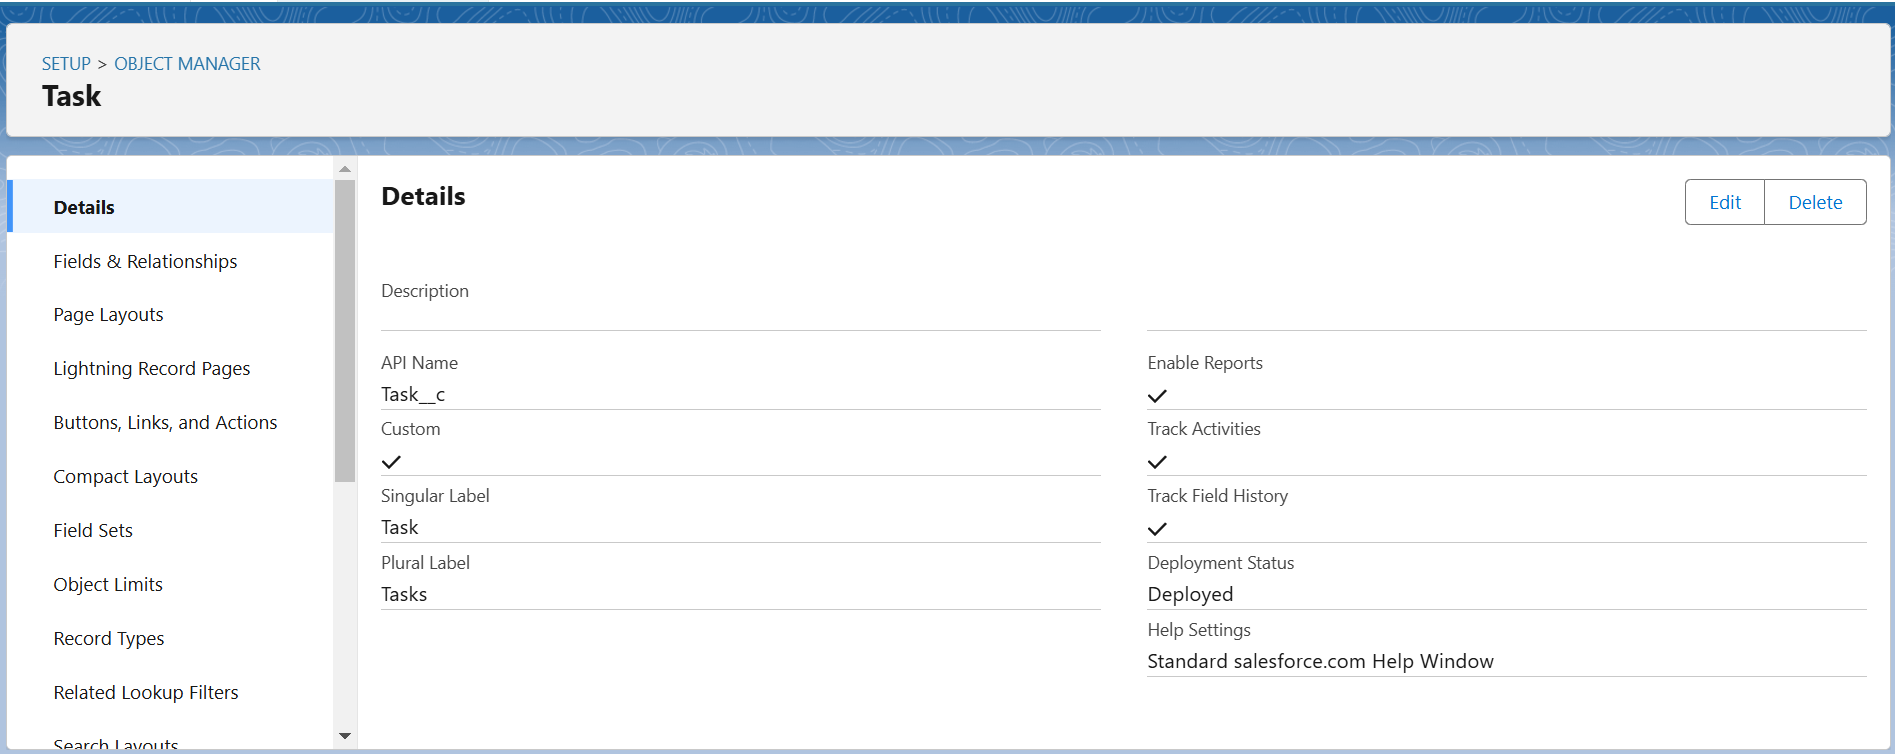 SETUP > OBJECT MANAGER
Task
Details
Fields & Relationships
Page Layouts
Lightning Record Pages
Buttons, Links, and Actions
Compact Layouts
Field Sets
Object Limits
Record Types
Related Lookup Filters
Search Layouts
Details
Edit
Delete
Description
API Name
Task__c
Custom
Singular Label
Task
Plural Label
Tasks
Enable Reports
Track Activities
Track Field History
Deployment Status
Deployed
Help Settings
Standard salesforce.com Help Window